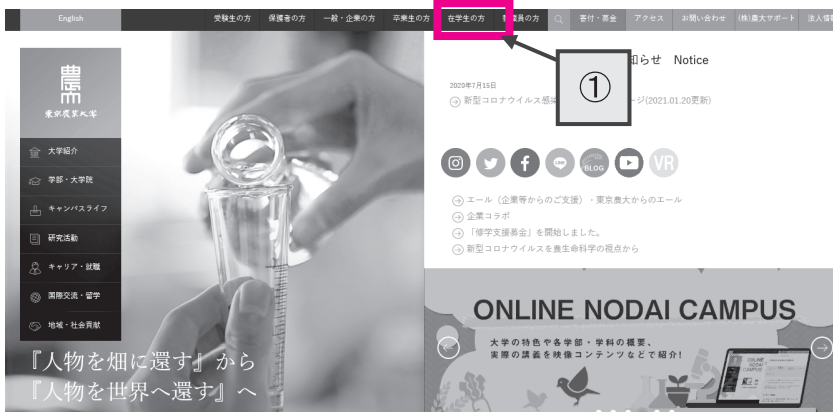 English
受験生の方
保護者の方
一般・企業の方
卒業生の方
在学生の方
員の方
寄付・募金
アクセス
お問い合わせ
(株)農大サポート
法人情
農
東京農業大学
大学紹介
学部・大学院
キャンパスライフ
研究活動
キャリア・就職
国際交流・留学
地域・社会貢献
『人物を畑に還す』から
『人物を世界へ還す』へ
①
知らせ Notice
2020年7月15日
新型コロナウイルス感
ージ(2021.01.20更新)
BLOG
VR
エール(企業等からのご支援)・東京農大からのエール
企業コラボ
「修学支援募金」を開始しました。
新型コロナウイルスを農生命科学の視点から
ONLINE NODAI CAMPUS
大学の特色や各学部・学科の概要、
実際の講義を映像コンテンツなどで紹介!